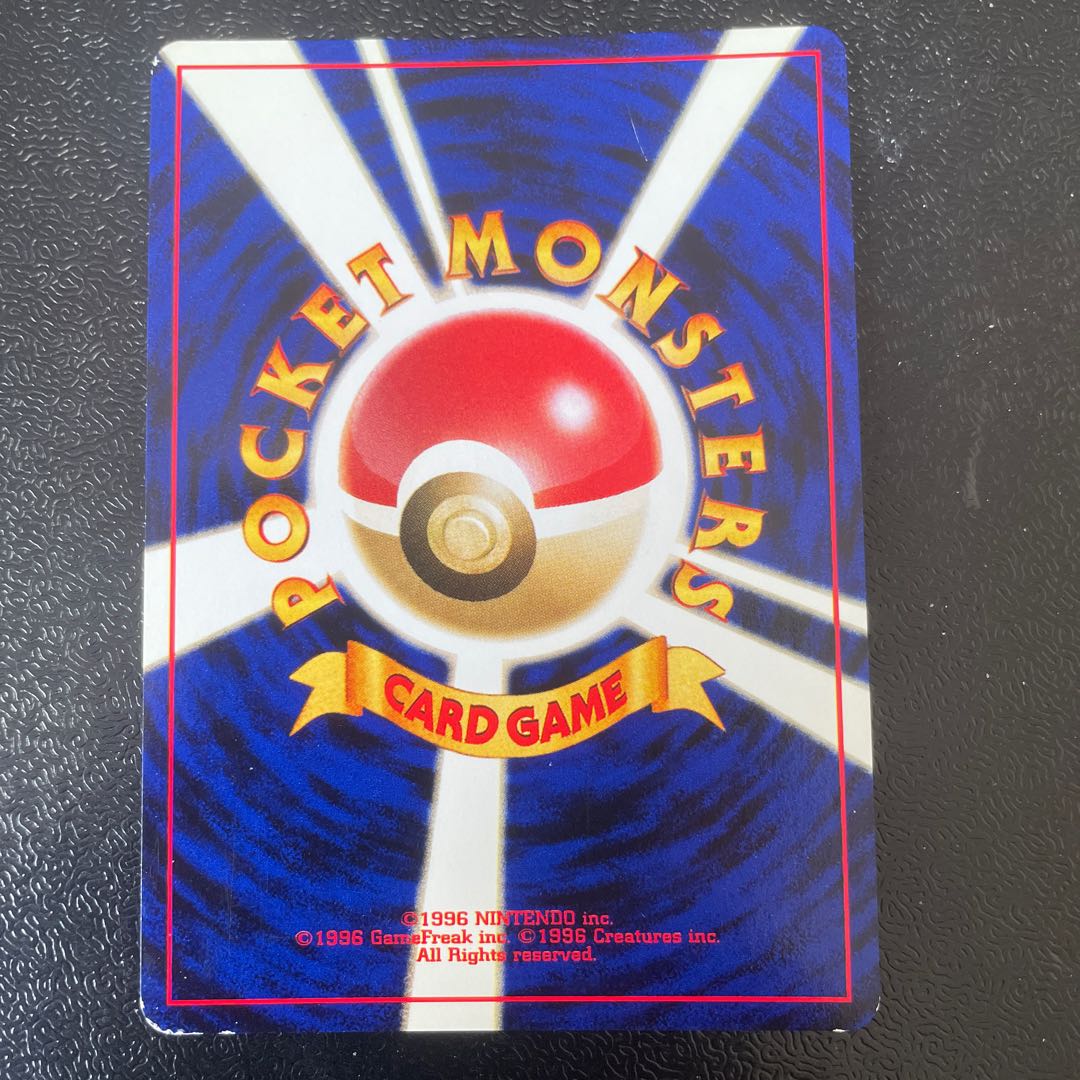 POCKET MONSTERS
CARD GAME
©1996 NINTENDO inc.
©1996 GameFreak inc. ©1996 Creatures inc.
All Rights reserved.